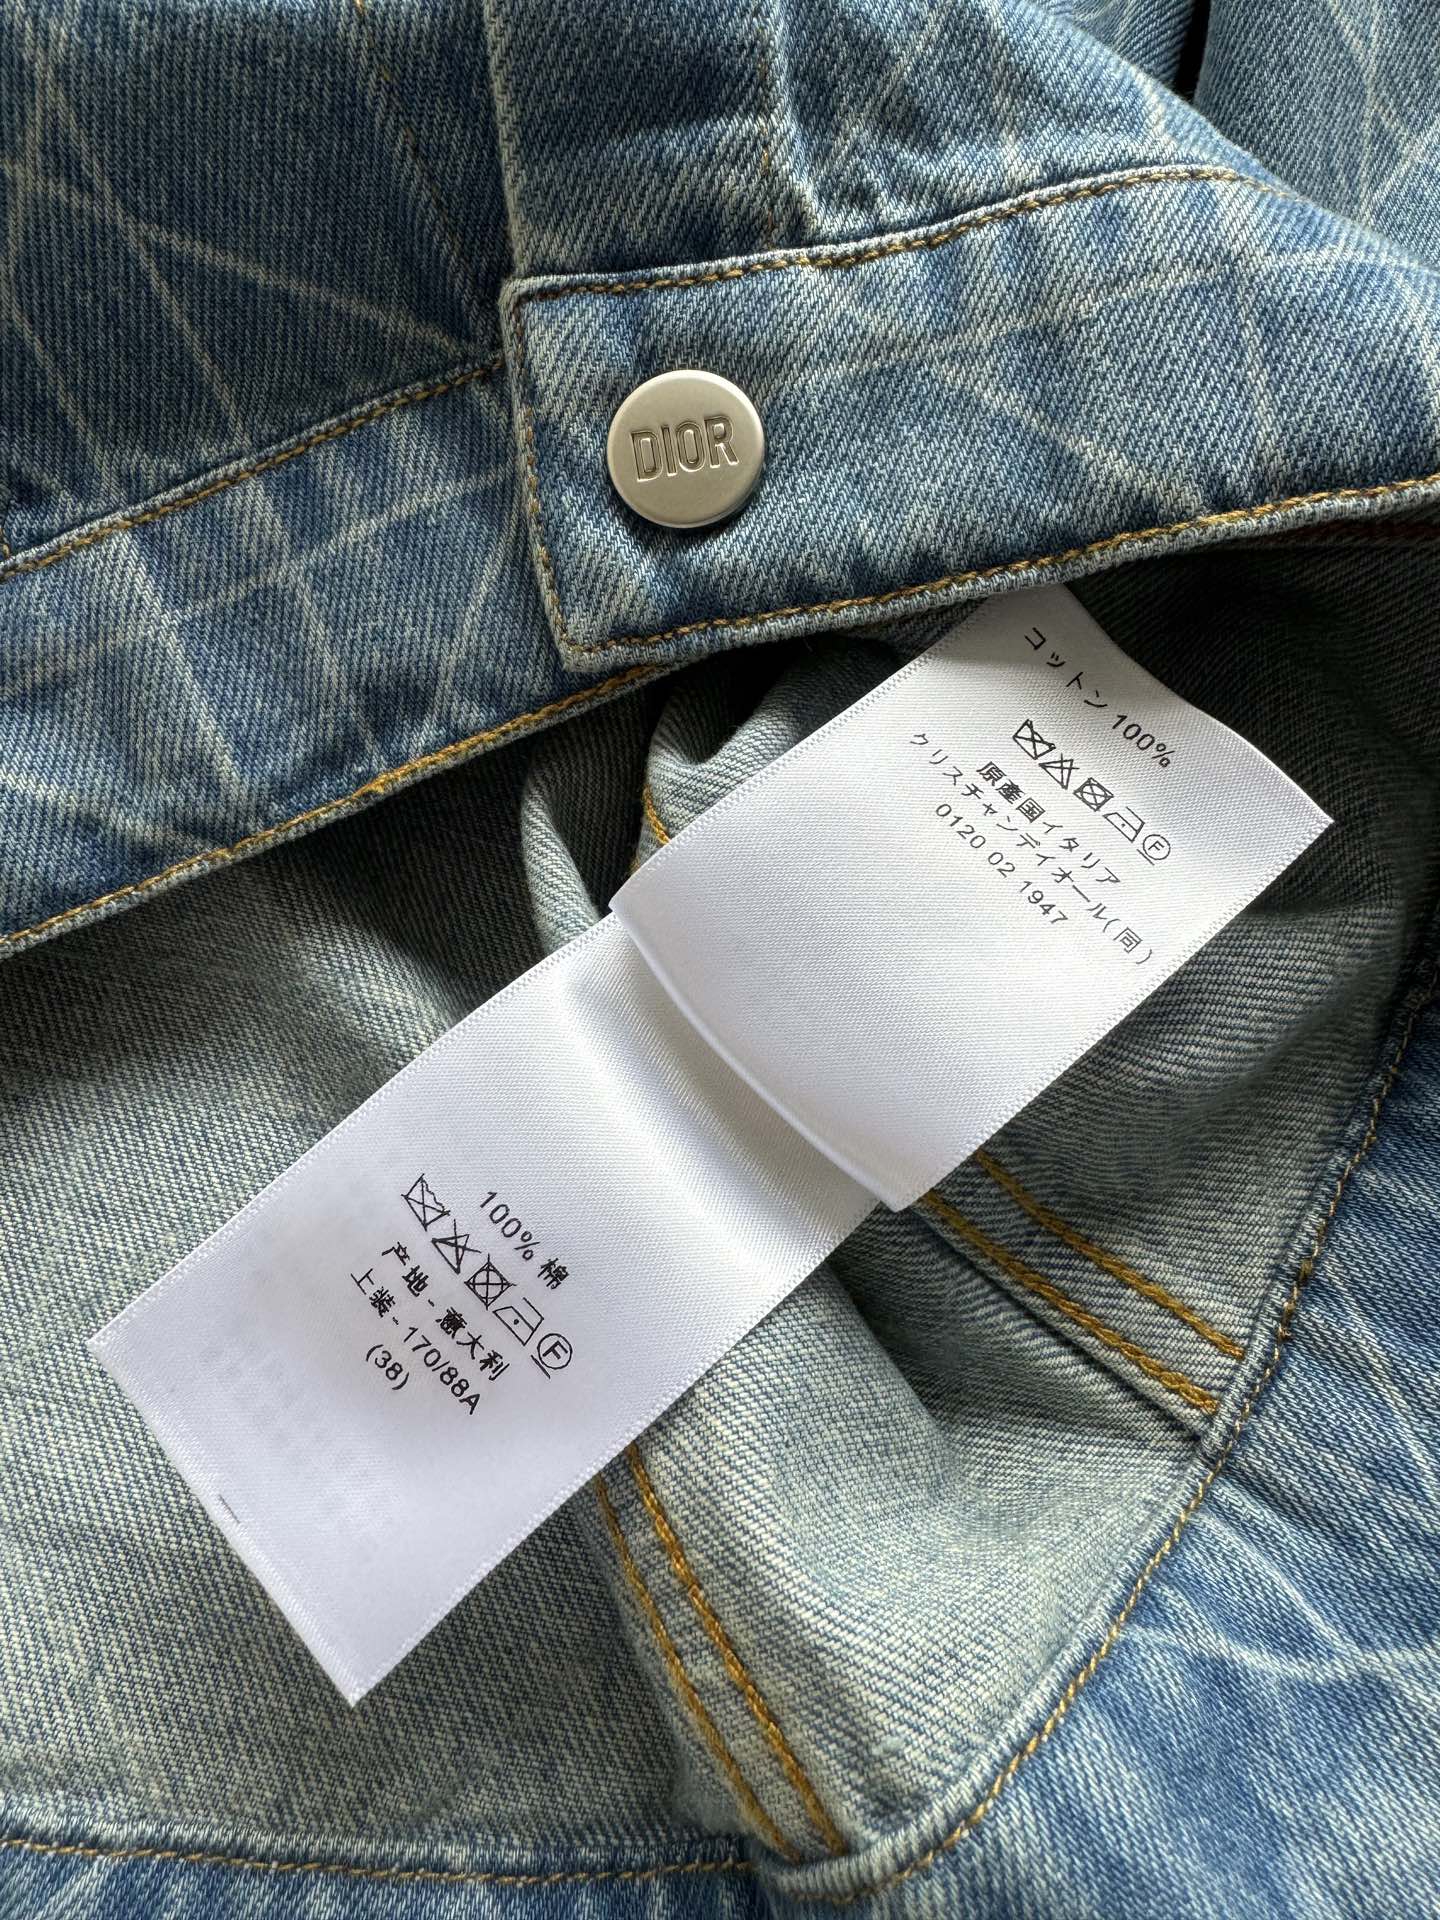 DIOR
コットン 100%
F
原産国イタリア
クリスチャンディオール(同)
0120 02 1947
100% 棉
F
产地 - 意大利
上装 - 170/88A
(38)